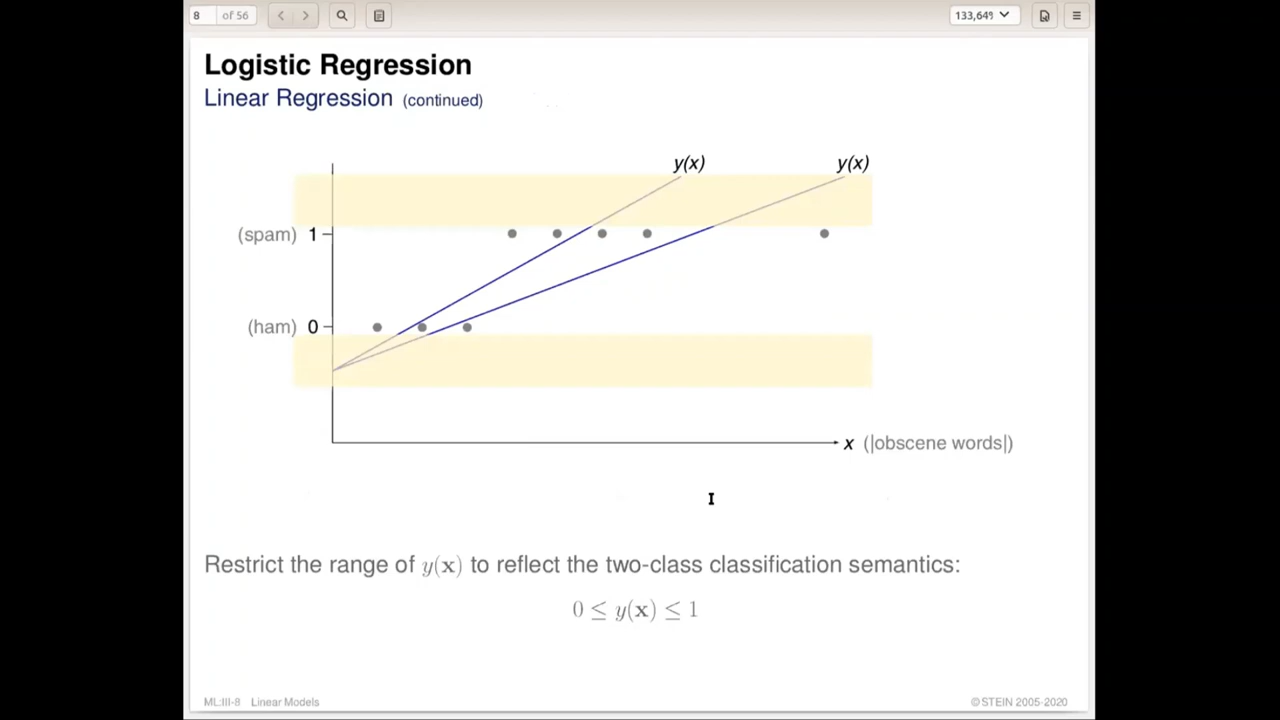 8 of 56
133,64%
Logistic Regression
Linear Regression (continued)
y(x) y(x)
(spam) 1
(ham) 0
x (|obscene words|)
Restrict the range of y(x) to reflect the two-class classification semantics:
0 ≤ y(x) ≤ 1
ML:III-8 Linear Models
© STEIN 2005-2020